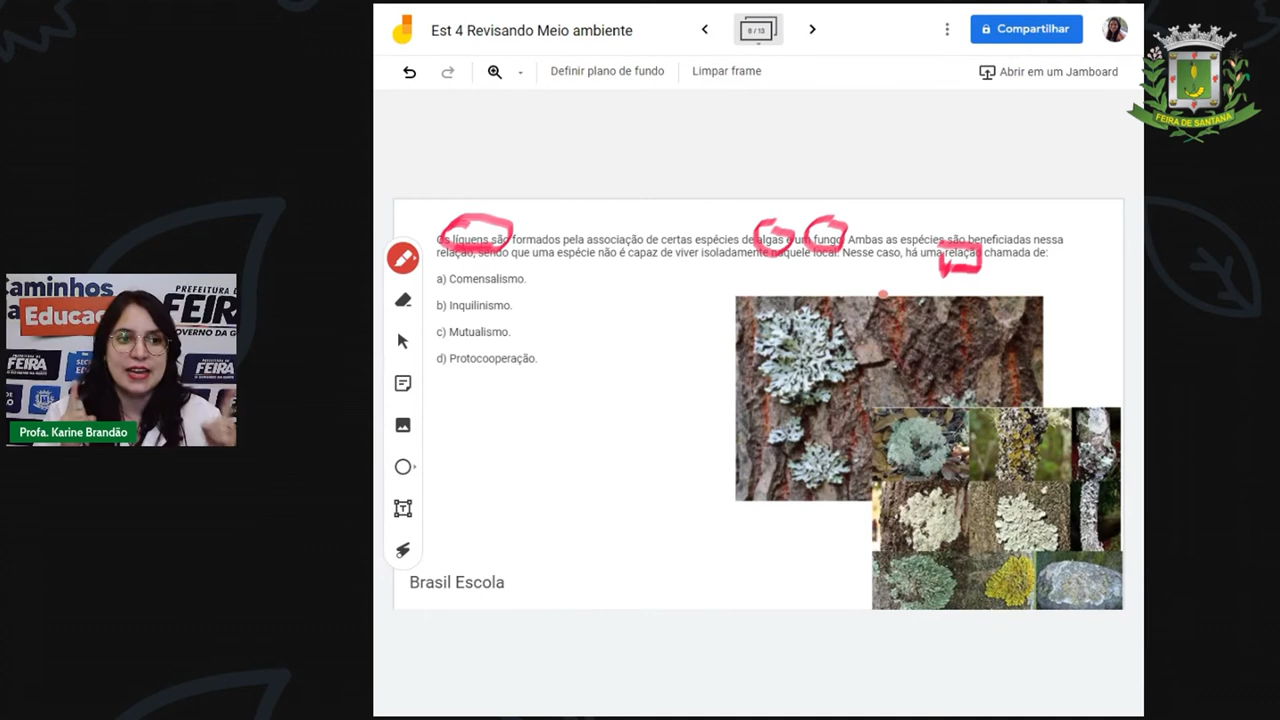 Est 4 Revisando Meio ambiente
8 / 13
Compartilhar
Definir plano de fundo
Limpar frame
Abrir em um Jamboard
FEIRA DE SANTANA
Os líquens são formados pela associação de certas espécies de algas e um fungo. Ambas as espécies são beneficiadas nessa
relação, sendo que uma espécie não é capaz de viver isoladamente naquele local. Nesse caso, há uma relação chamada de:
a) Comensalismo.
b) Inquilinismo.
c) Mutualismo.
d) Protocooperação.
Brasil Escola
Caminhos
Educa
PREFEITURA
FEIRA
GOVERNO DA
PREFEITURA DE
FEIRA
FEIRA
Profa. Karine Brandão